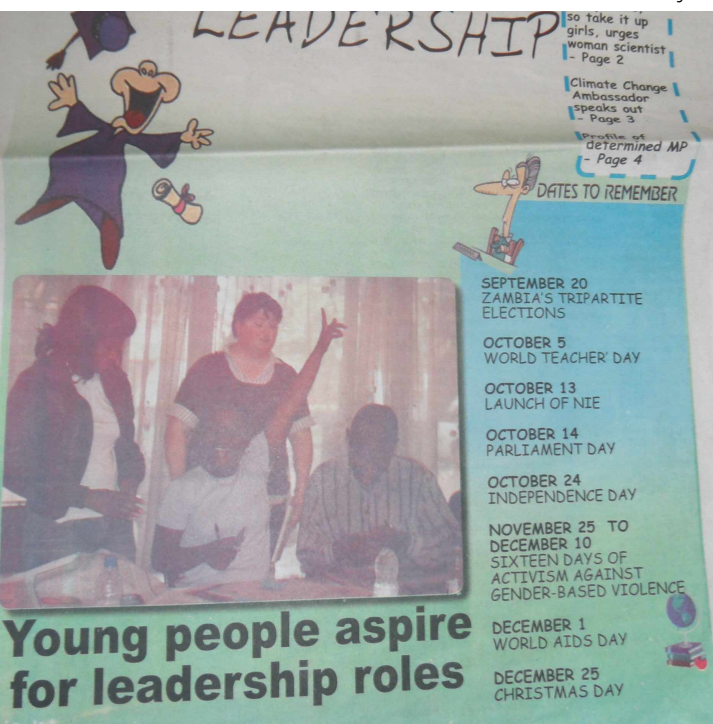 LEADERSHIP
so take it up
girls, urges
woman scientist
- Page 2
Climate Change
Ambassador
speaks out
- Page 3
Profile of
determined MP
- Page 4
DATES TO REMEMBER
SEPTEMBER 20
ZAMBIA'S TRIPARTITE
ELECTIONS
OCTOBER 5
WORLD TEACHER' DAY
OCTOBER 13
LAUNCH OF NIE
OCTOBER 14
PARLIAMENT DAY
OCTOBER 24
INDEPENDENCE DAY
NOVEMBER 25 TO
DECEMBER 10
SIXTEEN DAYS OF
ACTIVISM AGAINST
GENDER-BASED VIOLENCE
DECEMBER 1
WORLD AIDS DAY
DECEMBER 25
CHRISTMAS DAY
Young people aspire
for leadership roles